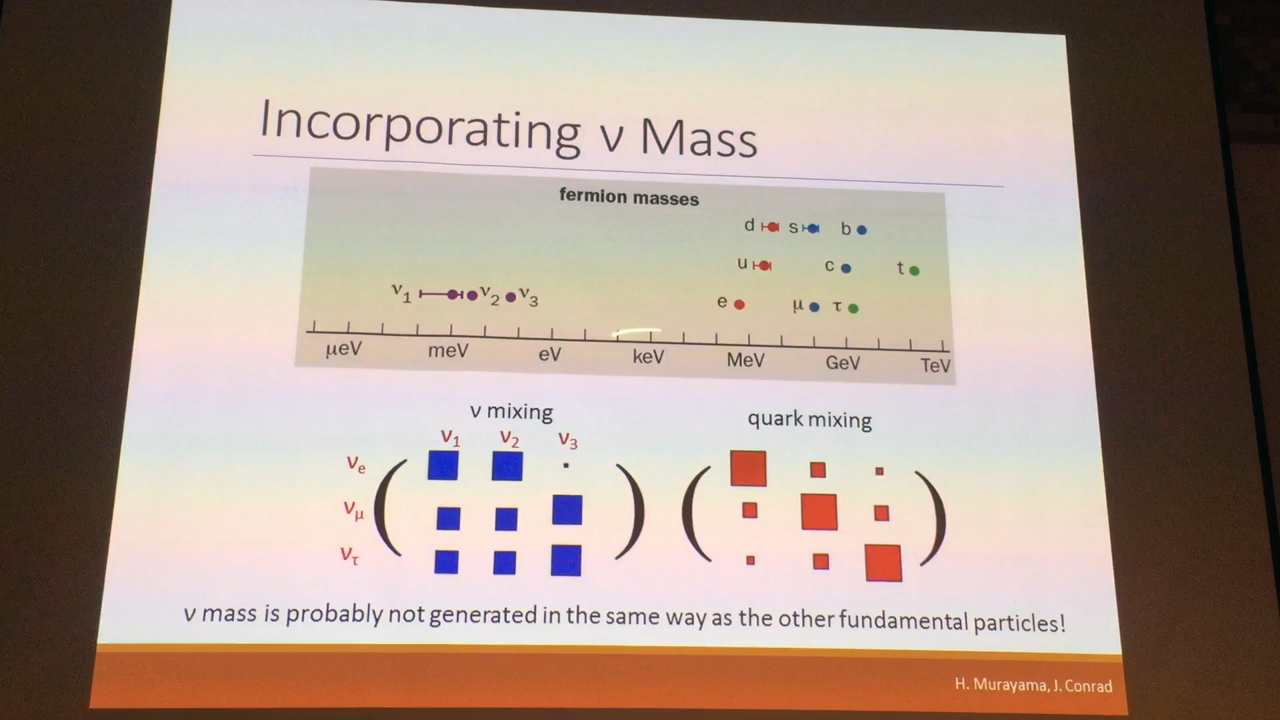 Incorporating ν Mass
fermion masses
d s b
u c t
ν1 ν2 ν3 e μ τ
μeV meV eV keV MeV GeV TeV
ν mixing quark mixing
ν1 ν2 ν3
νe
νμ
ντ
ν mass is probably not generated in the same way as the other fundamental particles!
H. Murayama, J. Conrad